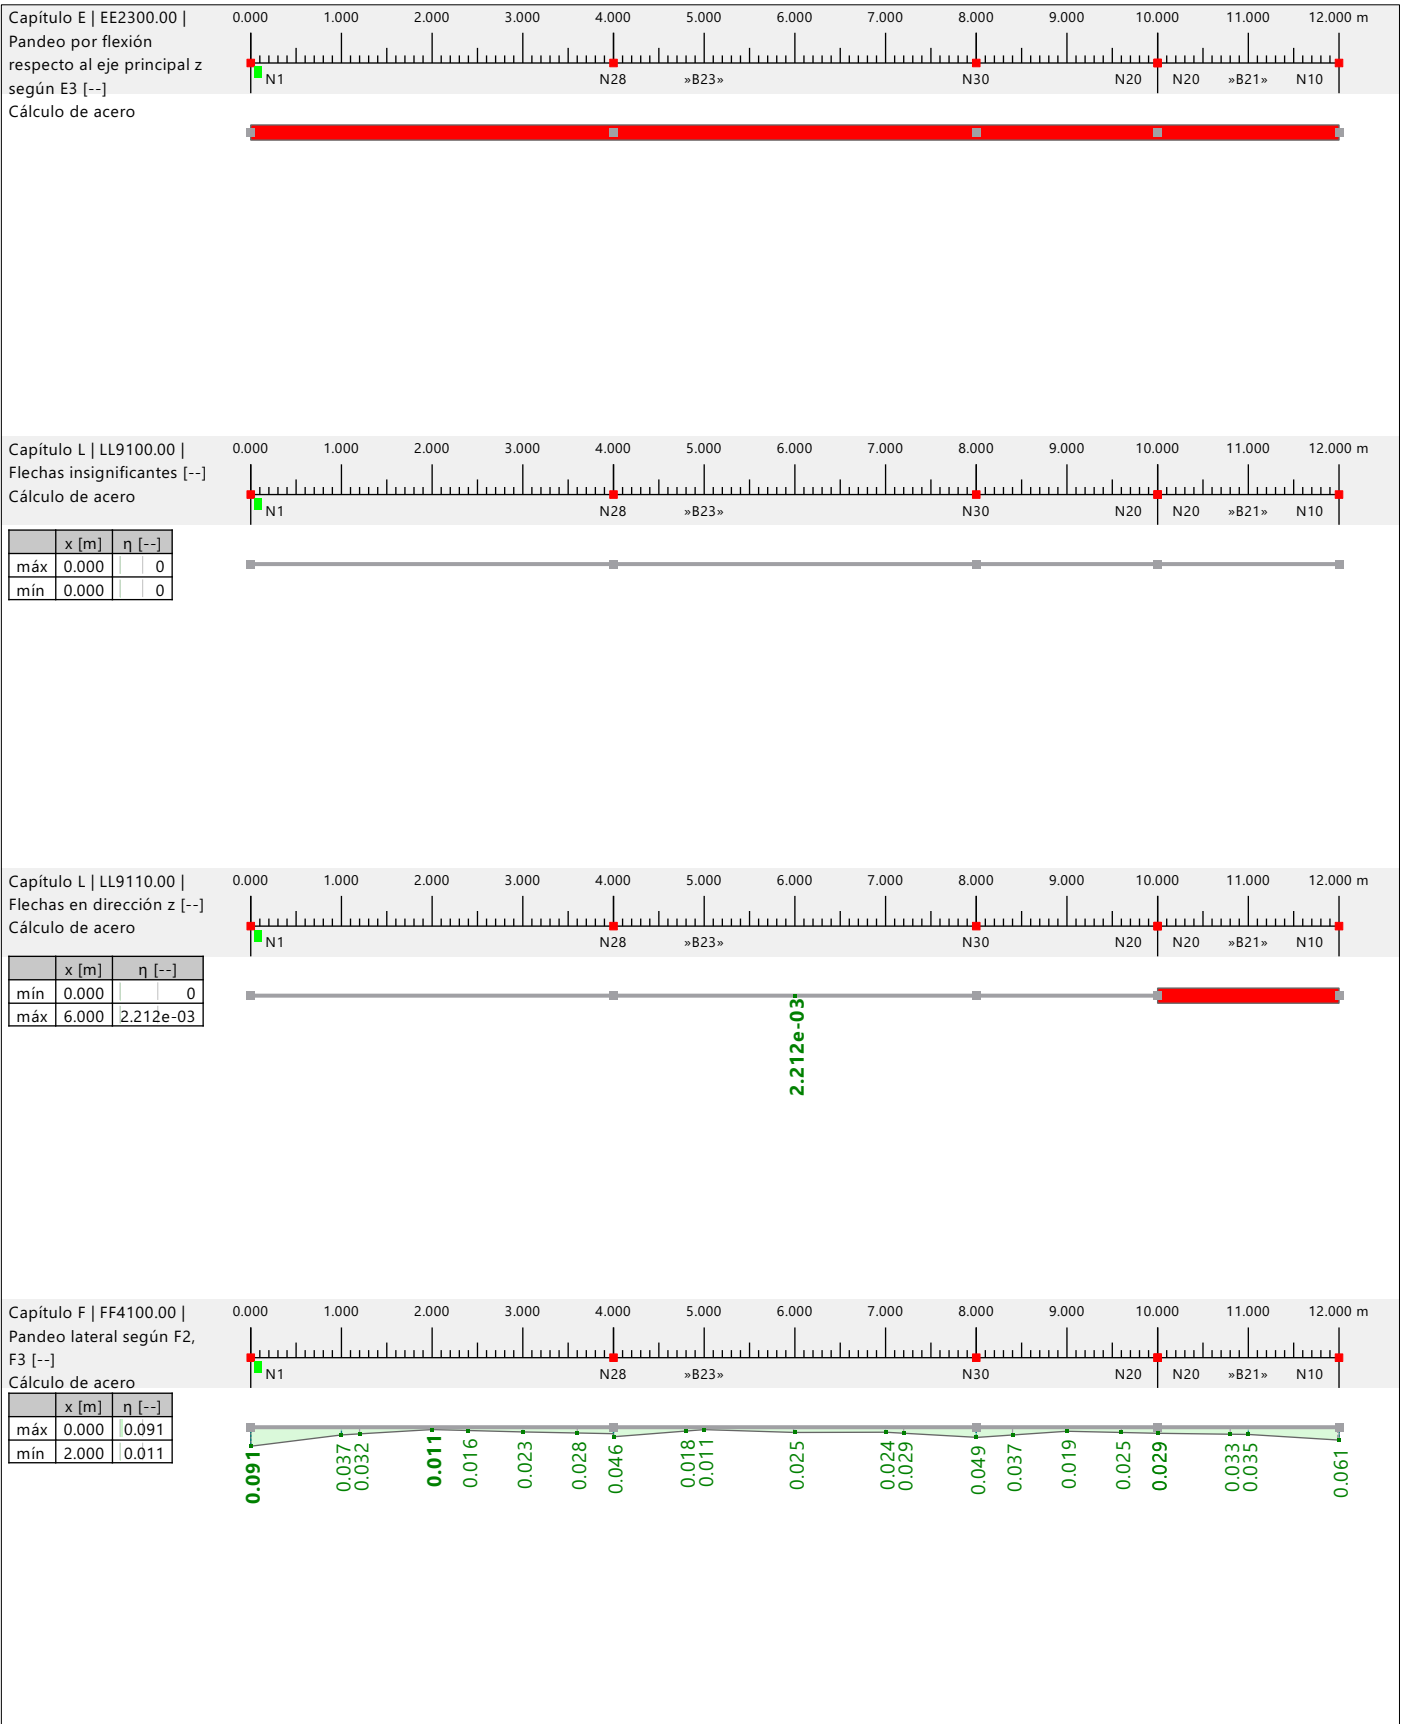 Capítulo E | EE2300.00 |
Pandeo por flexión
respecto al eje principal z
según E3 [--]
Cálculo de acero
0.000 1.000 2.000 3.000 4.000 5.000 6.000 7.000 8.000 9.000 10.000 11.000 12.000 m
N1 N28 »B23» N30 N20 N20 »B21» N10
Capítulo L | LL9100.00 |
Flechas insignificantes [--]
Cálculo de acero
0.000 1.000 2.000 3.000 4.000 5.000 6.000 7.000 8.000 9.000 10.000 11.000 12.000 m
N1 N28 »B23» N30 N20 N20 »B21» N10
x [m] η [--]
máx 0.000 0
mín 0.000 0
Capítulo L | LL9110.00 |
Flechas en dirección z [--]
Cálculo de acero
0.000 1.000 2.000 3.000 4.000 5.000 6.000 7.000 8.000 9.000 10.000 11.000 12.000 m
N1 N28 »B23» N30 N20 N20 »B21» N10
x [m] η [--]
mín 0.000 0
máx 6.000 2.212e-03
2.212e-03
Capítulo F | FF4100.00 |
Pandeo lateral según F2,
F3 [--]
Cálculo de acero
0.000 1.000 2.000 3.000 4.000 5.000 6.000 7.000 8.000 9.000 10.000 11.000 12.000 m
N1 N28 »B23» N30 N20 N20 »B21» N10
x [m] η [--]
máx 0.000 0.091
mín 2.000 0.011
0.091 0.037 0.032 0.011 0.016 0.023 0.028 0.046 0.018 0.011 0.025 0.024 0.029 0.049 0.037 0.019 0.025 0.029 0.033 0.035 0.061